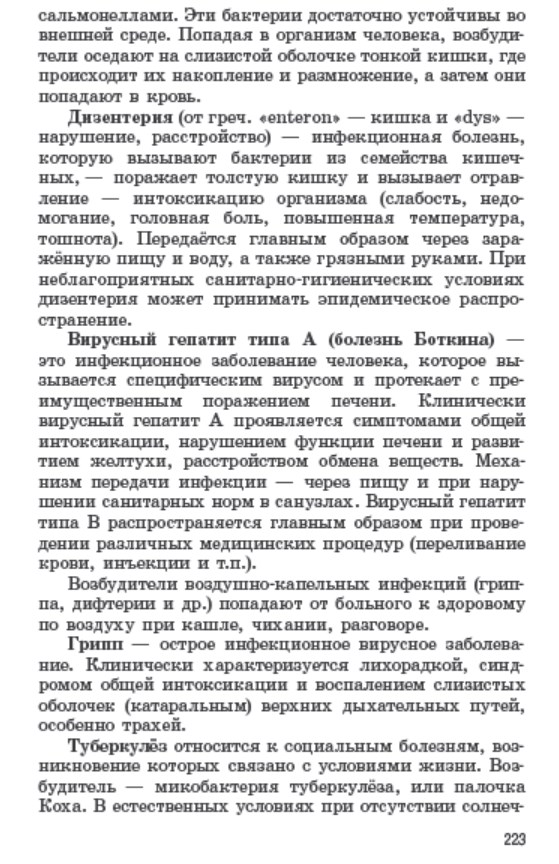 сальмонеллами. Эти бактерии достаточно устойчивы во
внешней среде. Попадая в организм человека, возбуди-
тели оседают на слизистой оболочке тонкой кишки, где
происходит их накопление и размножение, а затем они
попадают в кровь.
Дизентерия (от греч. «enteron» — кишка и «dys» —
нарушение, расстройство) — инфекционная болезнь,
которую вызывают бактерии из семейства кишеч-
ных, — поражает толстую кишку и вызывает отрав-
ление — интоксикацию организма (слабость, недо-
могание, головная боль, повышенная температура,
тошнота). Передаётся главным образом через зара-
жённую пищу и воду, а также грязными руками. При
неблагоприятных санитарно-гигиенических условиях
дизентерия может принимать эпидемическое распро-
странение.
Вирусный гепатит типа А (болезнь Боткина) —
это инфекционное заболевание человека, которое вы-
зывается специфическим вирусом и протекает с пре-
имущественным поражением печени. Клинически
вирусный гепатит А проявляется симптомами общей
интоксикации, нарушением функции печени и разви-
тием желтухи, расстройством обмена веществ. Меха-
низм передачи инфекции — через пищу и при нару-
шении санитарных норм в санузлах. Вирусный гепатит
типа В распространяется главным образом при прове-
дении различных медицинских процедур (переливание
крови, инъекции и т.п.).
Возбудители воздушно-капельных инфекций (грип-
па, дифтерии и др.) попадают от больного к здоровому
по воздуху при кашле, чихании, разговоре.
Грипп — острое инфекционное вирусное заболева-
ние. Клинически характеризуется лихорадкой, синд-
ромом общей интоксикации и воспалением слизистых
оболочек (катаральным) верхних дыхательных путей,
особенно трахей.
Туберкулёз относится к социальным болезням, воз-
никновение которых связано с условиями жизни. Воз-
будитель — микобактерия туберкулёза, или палочка
Коха. В естественных условиях при отсутствии солнеч-
223